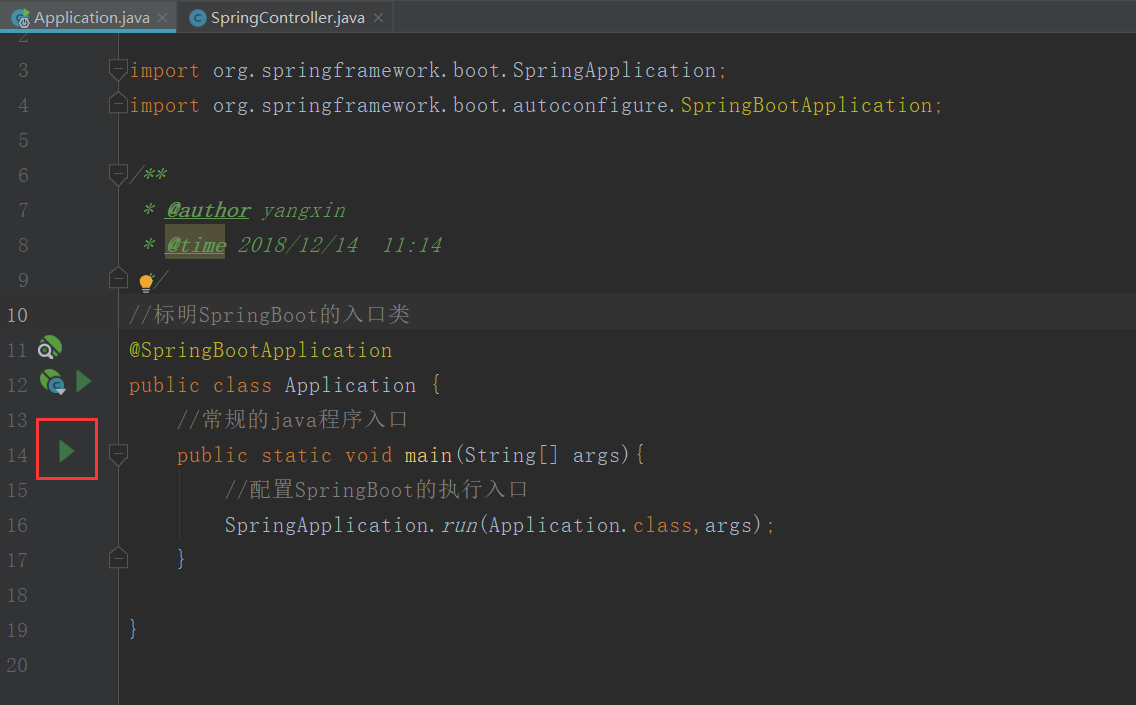 Application.java
SpringController.java
2
3 import org.springframework.boot.SpringApplication;
4 import org.springframework.boot.autoconfigure.SpringBootApplication;
5
6 /**
7 * @author yangxin
8 * @time 2018/12/14 11:14
9 */
10 //标明SpringBoot的入口类
11 @SpringBootApplication
12 public class Application {
13 //常规的java程序入口
14 public static void main(String[] args){
15 //配置SpringBoot的执行入口
16 SpringApplication.run(Application.class,args);
17 }
18
19 }
20